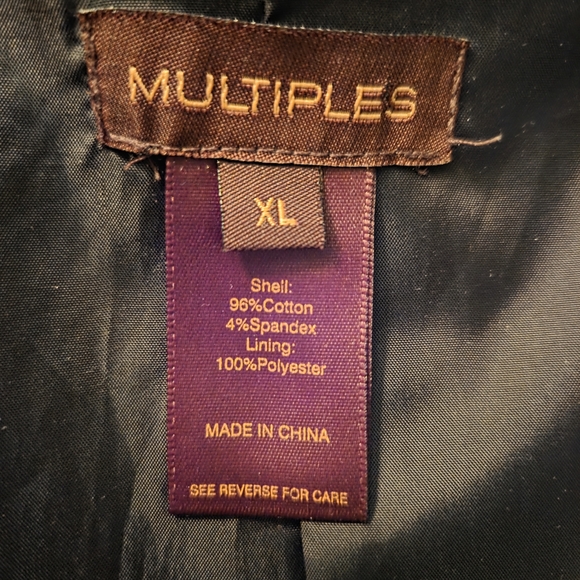 MULTIPLES
XL
Shell:
96%Cotton
4%Spandex
Lining:
100%Polyester
MADE IN CHINA
SEE REVERSE FOR CARE